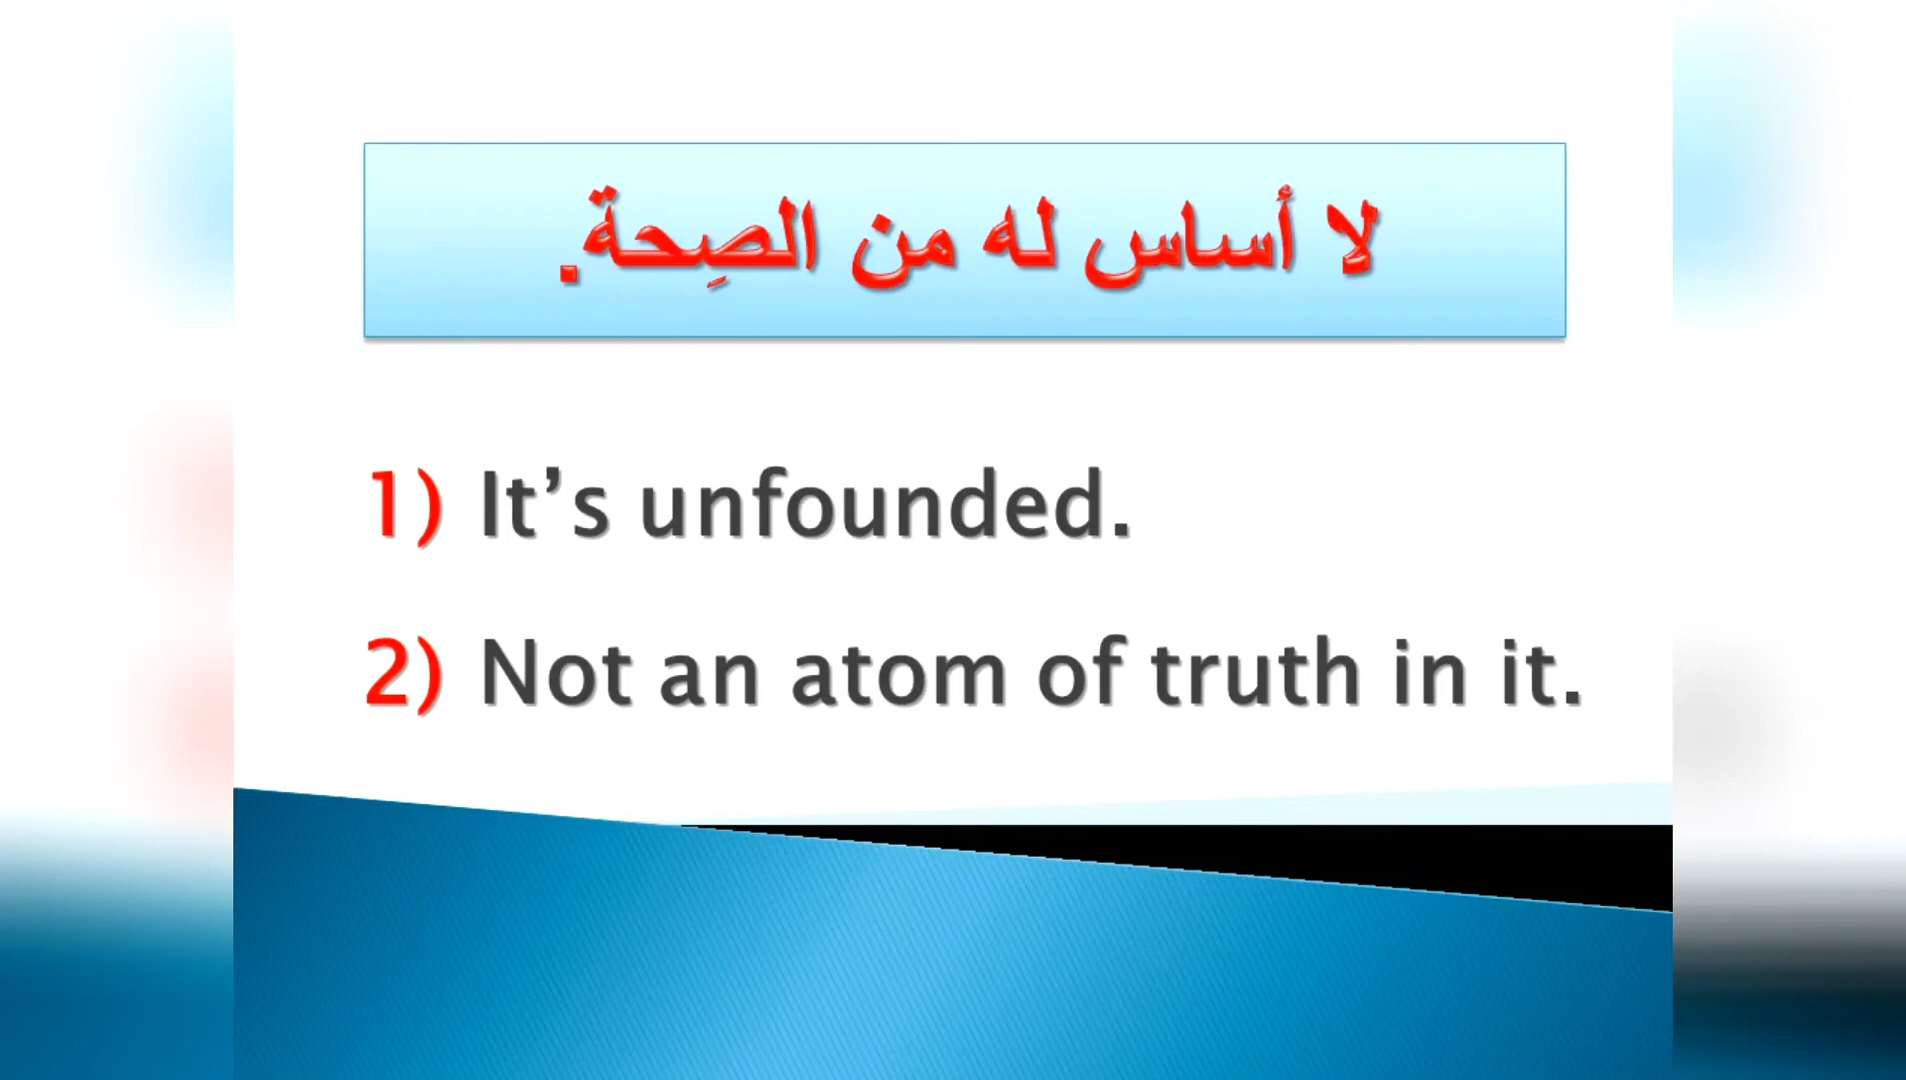 لا أساس له من الصِحة.
1) It’s unfounded.
2) Not an atom of truth in it.